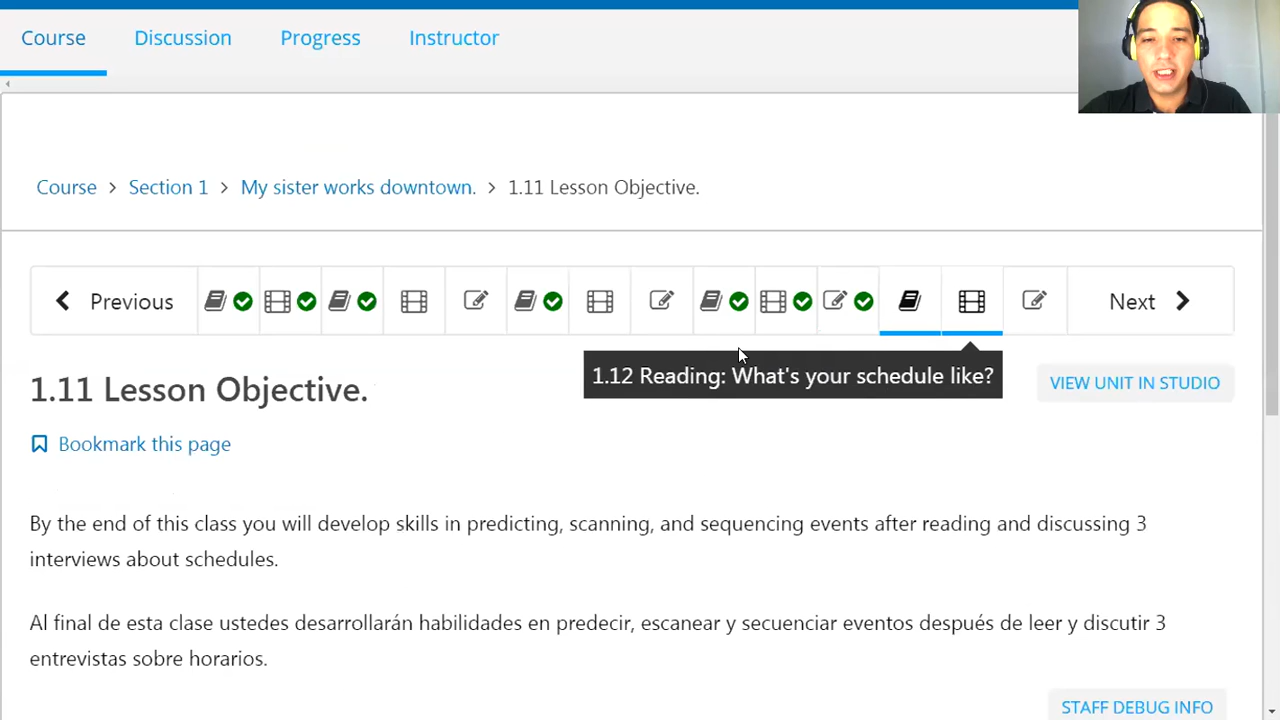 Course Discussion Progress Instructor
Course > Section 1 > My sister works downtown. > 1.11 Lesson Objective.
Previous Next
1.12 Reading: What's your schedule like?
1.11 Lesson Objective.
VIEW UNIT IN STUDIO
Bookmark this page
By the end of this class you will develop skills in predicting, scanning, and sequencing events after reading and discussing 3
interviews about schedules.
Al final de esta clase ustedes desarrollarán habilidades en predecir, escanear y secuenciar eventos después de leer y discutir 3
entrevistas sobre horarios.
STAFF DEBUG INFO